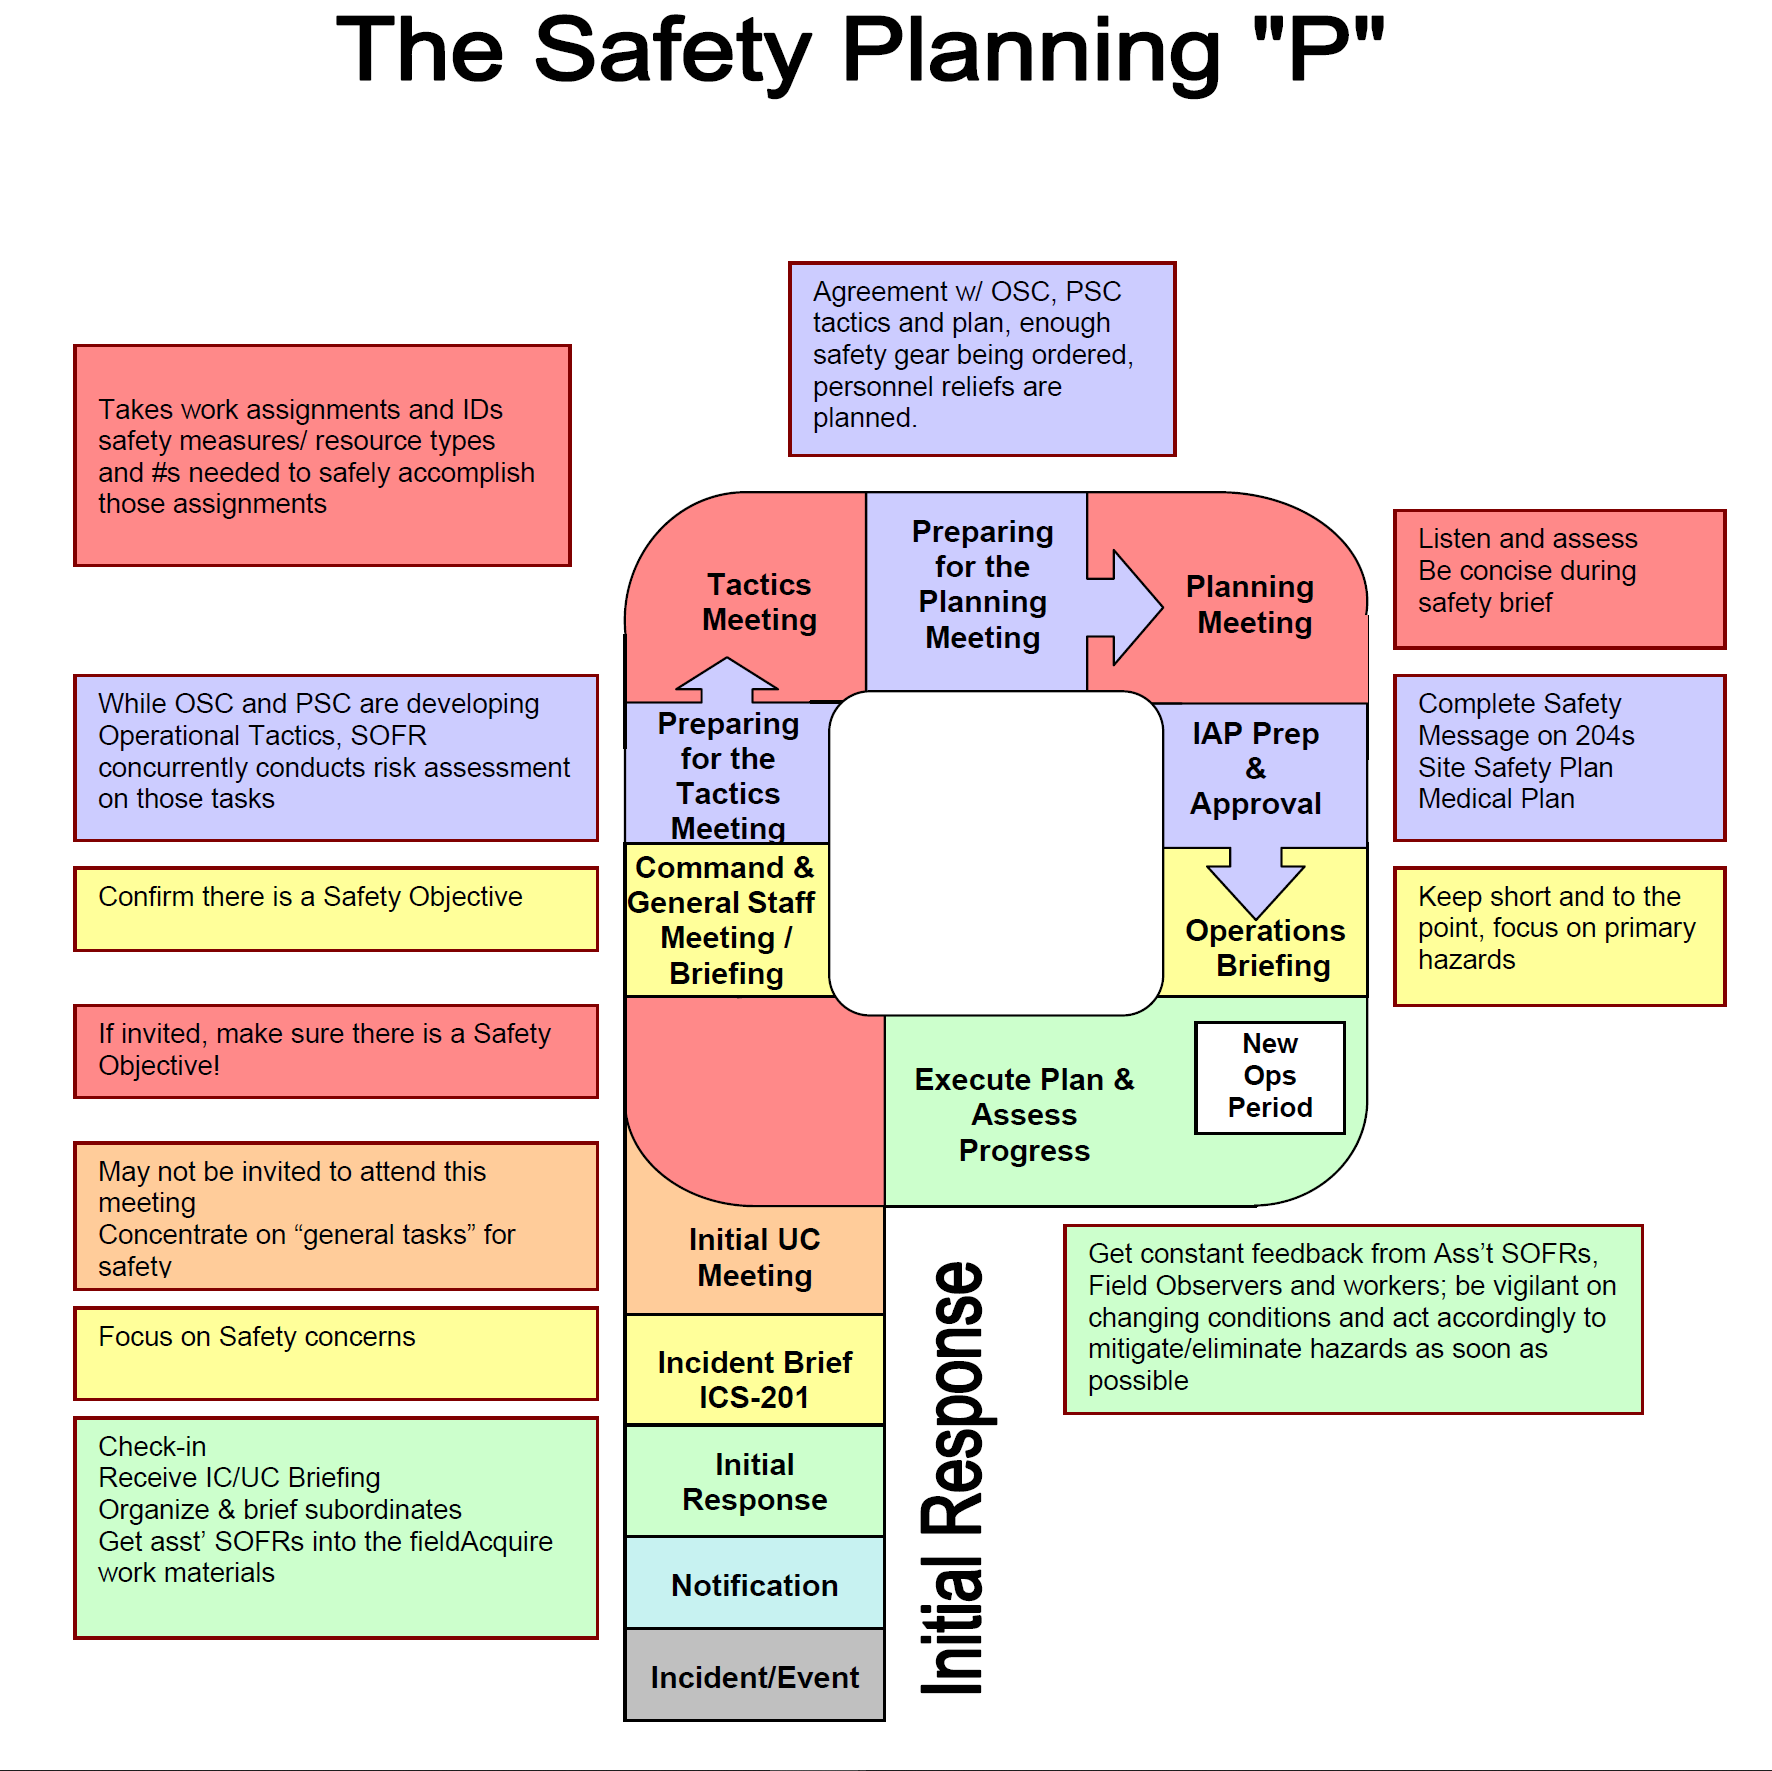 The Safety Planning "P"
Agreement w/ OSC, PSC
tactics and plan, enough
safety gear being ordered,
personnel reliefs are
planned.
Takes work assignments and IDs
safety measures/ resource types
and #s needed to safely accomplish
those assignments
Tactics
Meeting
Preparing
for the
Planning
Meeting
Planning
Meeting
Listen and assess
Be concise during
safety brief
While OSC and PSC are developing
Operational Tactics, SOFR
concurrently conducts risk assessment
on those tasks
Preparing
for the
Tactics
Meeting
IAP Prep
&
Approval
Complete Safety
Message on 204s
Site Safety Plan
Medical Plan
Confirm there is a Safety Objective
Command &
General Staff
Meeting /
Briefing
Operations
Briefing
Keep short and to the
point, focus on primary
hazards
If invited, make sure there is a Safety
Objective!
Execute Plan &
Assess
Progress
New
Ops
Period
May not be invited to attend this
meeting
Concentrate on “general tasks” for
safety
Initial UC
Meeting
Get constant feedback from Ass’t SOFRs,
Field Observers and workers; be vigilant on
changing conditions and act accordingly to
mitigate/eliminate hazards as soon as
possible
Focus on Safety concerns
Incident Brief
ICS-201
Check-in
Receive IC/UC Briefing
Organize & brief subordinates
Get asst’ SOFRs into the fieldAcquire
work materials
Initial
Response
Notification
Incident/Event
Initial Response